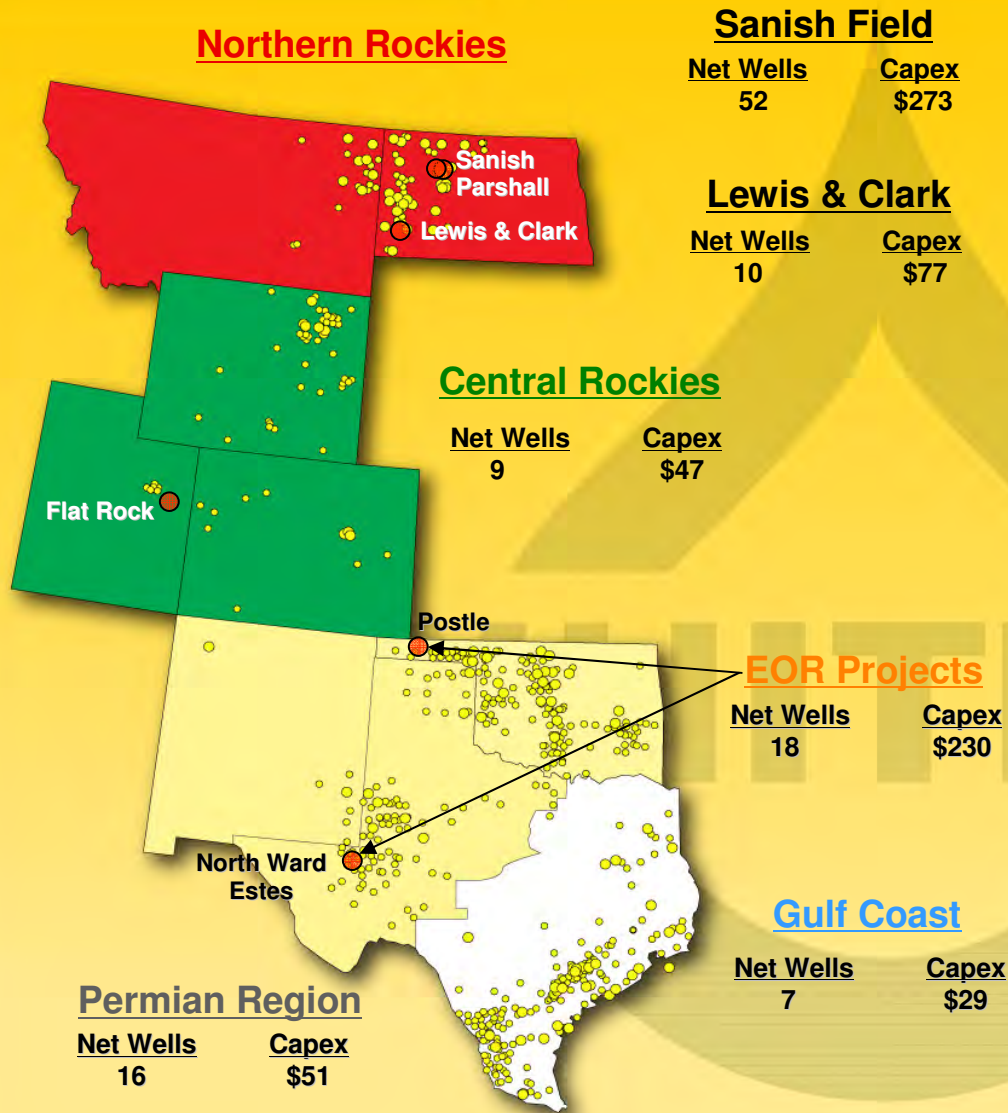 Northern Rockies
Sanish Field
Net Wells Capex
52 $273
Sanish
Parshall
Lewis & Clark
Lewis & Clark
Net Wells Capex
10 $77
Central Rockies
Net Wells Capex
9 $47
Flat Rock
Postle
EOR Projects
Net Wells Capex
18 $230
North Ward
Estes
Gulf Coast
Net Wells Capex
7 $29
Permian Region
Net Wells Capex
16 $51